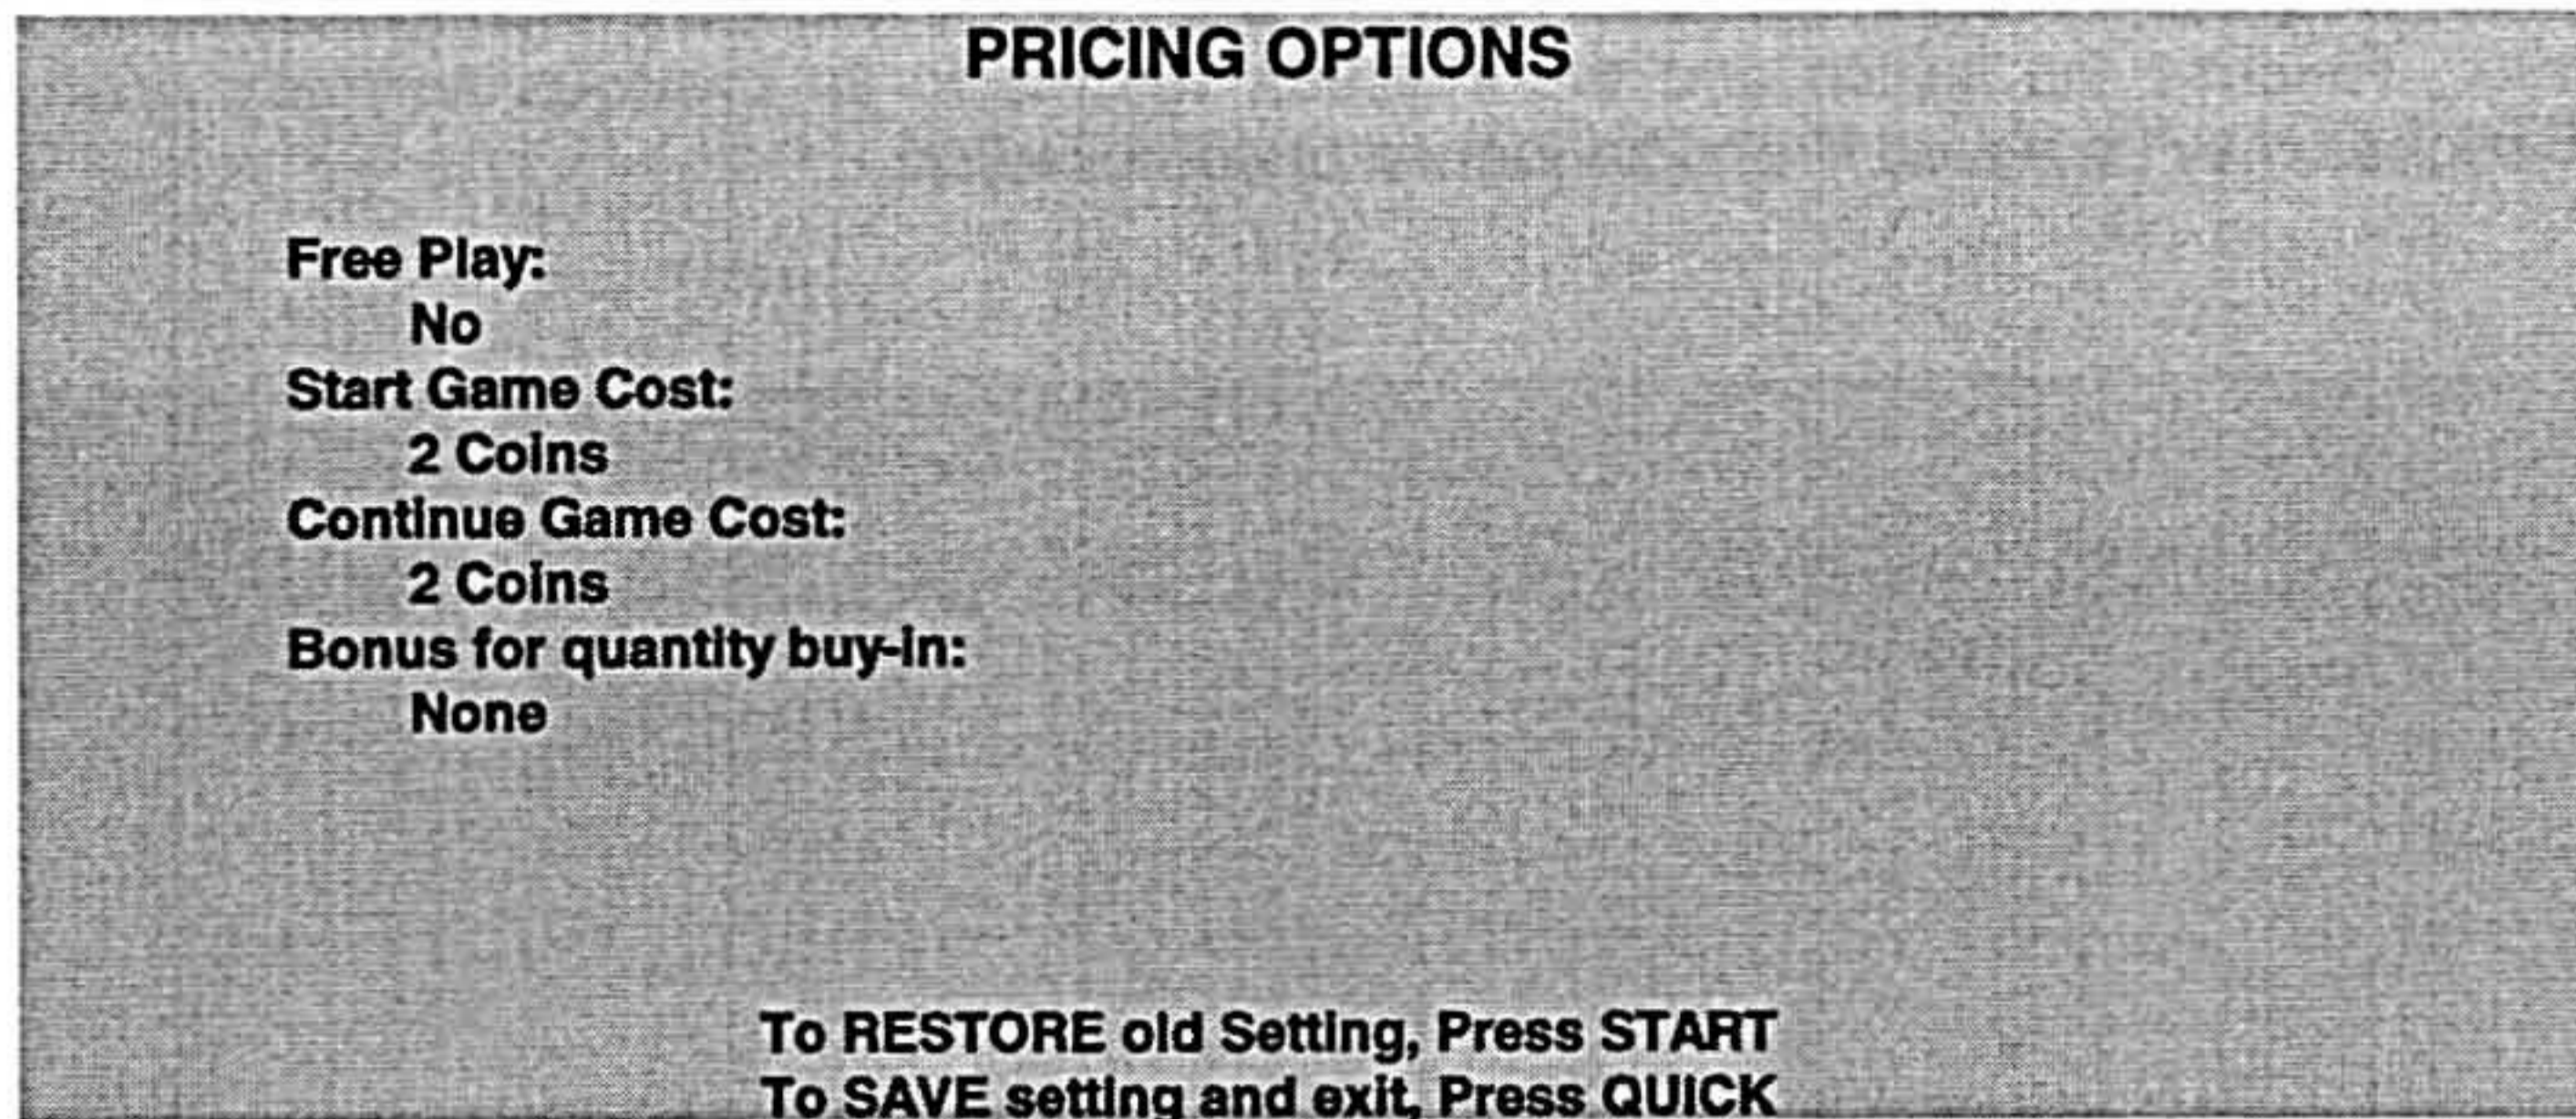 PRICING OPTIONS
Free Play:
No
Start Game Cost:
2 Coins
Continue Game Cost:
2 Coins
Bonus for quantity buy-in:
None
To RESTORE old Setting, Press START
To SAVE setting and exit, Press QUICK